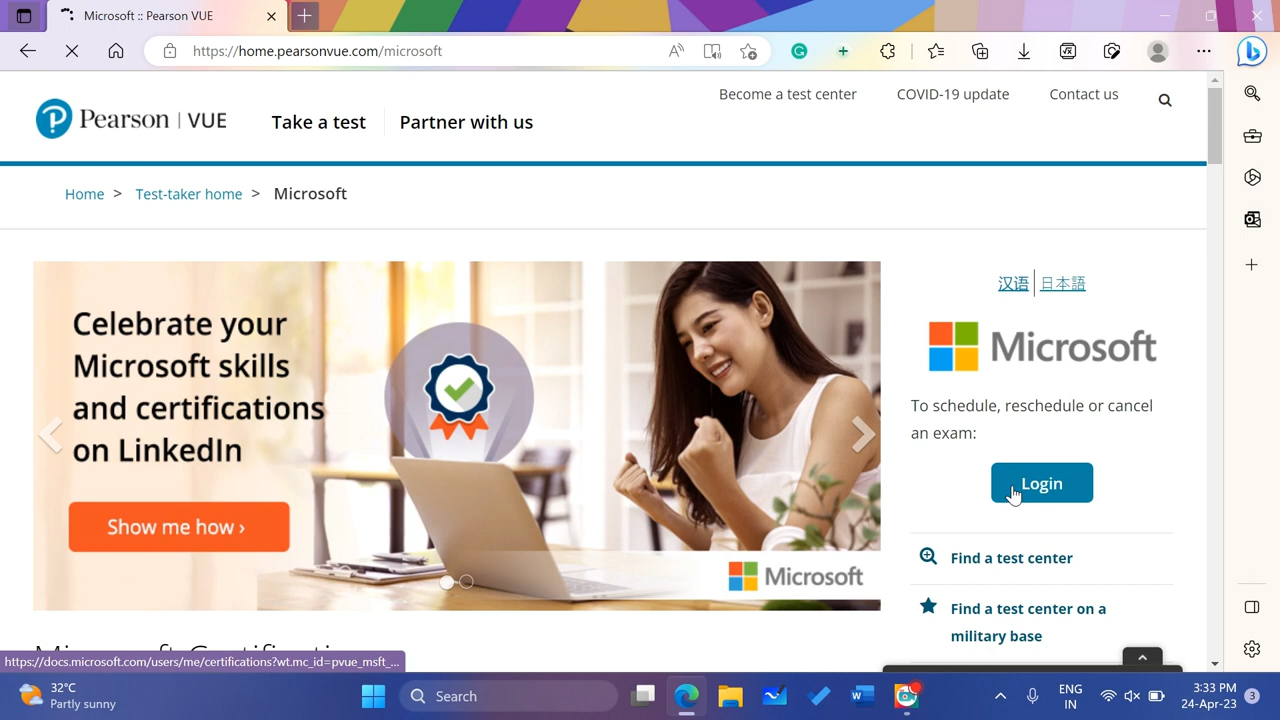 Microsoft :: Pearson VUE
https://home.pearsonvue.com/microsoft
Become a test center
COVID-19 update
Contact us
Pearson | VUE
Take a test
Partner with us
Home > Test-taker home > Microsoft
Celebrate your
Microsoft skills
and certifications
on LinkedIn
Show me how ›
Microsoft
汉语 | 日本語
Microsoft
To schedule, reschedule or cancel
an exam:
Login
Find a test center
Find a test center on a
military base
https://docs.microsoft.com/users/me/certifications?wt.mc_id=pvue_msft_...
32°C
Partly sunny
Search
ENG
IN
3:33 PM
24-Apr-23
3